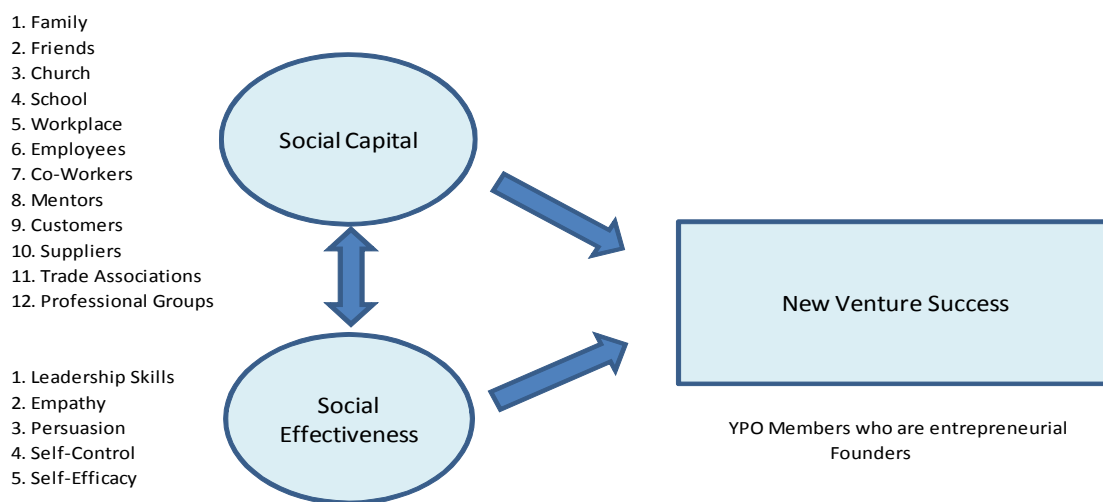 1. Family
2. Friends
3. Church
4. School
5. Workplace
6. Employees
7. Co-Workers
8. Mentors
9. Customers
10. Suppliers
11. Trade Associations
12. Professional Groups
Social Capital
New Venture Success
1. Leadership Skills
2. Empathy
3. Persuasion
4. Self-Control
5. Self-Efficacy
Social
Effectiveness
YPO Members who are entrepreneurial
Founders